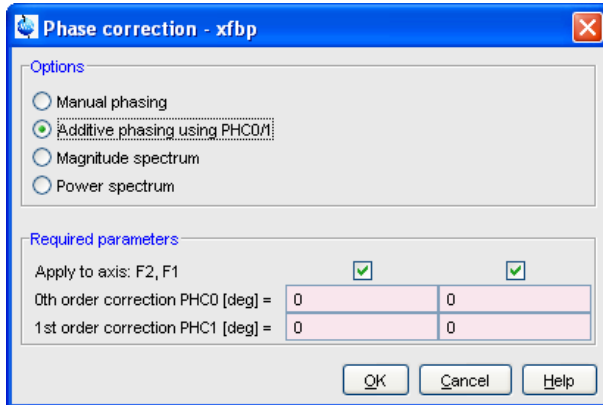 Phase correction - xfbp
Options
Manual phasing
Additive phasing using PHC0/1
Magnitude spectrum
Power spectrum
Required parameters
Apply to axis: F2, F1
0th order correction PHC0 [deg] = 0 0
1st order correction PHC1 [deg] = 0 0
OK Cancel Help